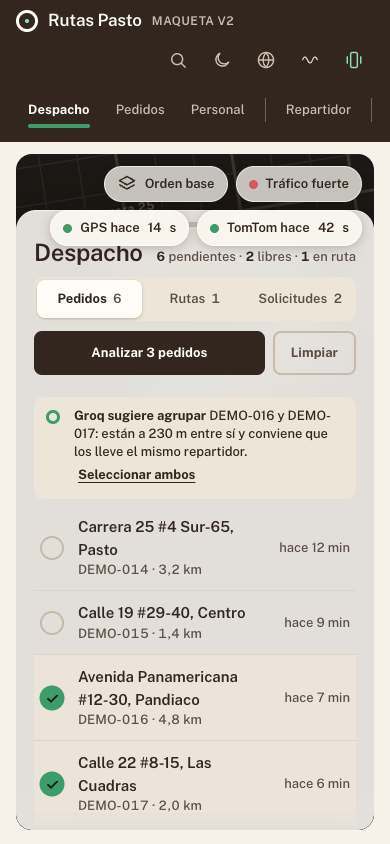 Rutas Pasto MAQUETA V2
Despacho Pedidos Personal Repartidor
Orden base Tráfico fuerte
GPS hace 14 s TomTom hace 42 s
Despacho 6 pendientes · 2 libres · 1 en ruta
Pedidos 6 Rutas 1 Solicitudes 2
Analizar 3 pedidos Limpiar
Groq sugiere agrupar DEMO-016 y DEMO-
017: están a 230 m entre sí y conviene que
los lleve el mismo repartidor.
Seleccionar ambos
Carrera 25 #4 Sur-65,
Pasto
hace 12 min
DEMO-014 · 3,2 km
Calle 19 #29-40, Centro
hace 9 min
DEMO-015 · 1,4 km
Avenida Panamericana
#12-30, Pandiaco
hace 7 min
DEMO-016 · 4,8 km
Calle 22 #8-15, Las
Cuadras
hace 6 min
DEMO-017 · 2,0 km